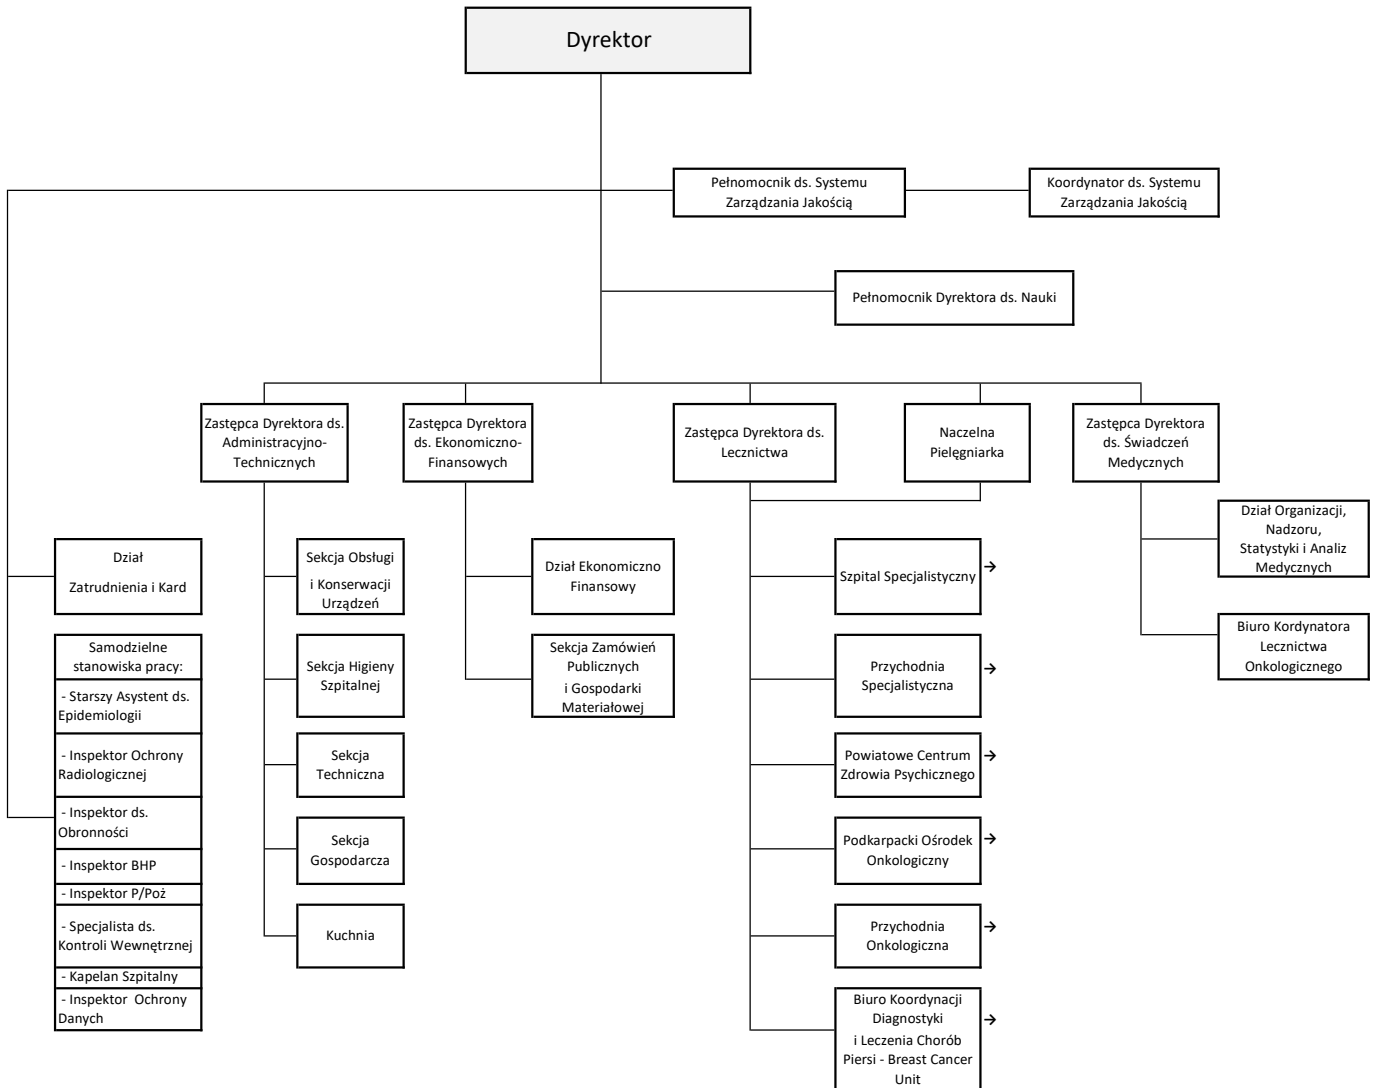 Dyrektor
Pełnomocnik ds. Systemu
Zarządzania Jakością
Koordynator ds. Systemu
Zarządzania Jakością
Pełnomocnik Dyrektora ds. Nauki
Zastępca Dyrektora ds.
Administracyjno-
Technicznych
Zastępca Dyrektora
ds. Ekonomiczno-
Finansowych
Zastępca Dyrektora ds.
Lecznictwa
Naczelna
Pielęgniarka
Zastępca Dyrektora
ds. Świadczeń
Medycznych
Dział
Zatrudnienia i Kard
Samodzielne
stanowiska pracy:
- Starszy Asystent ds.
Epidemiologii
- Inspektor Ochrony
Radiologicznej
- Inspektor ds.
Obronności
- Inspektor BHP
- Inspektor P/Poż
- Specjalista ds.
Kontroli Wewnętrznej
- Kapelan Szpitalny
- Inspektor Ochrony
Danych
Sekcja Obsługi
i Konserwacji
Urządzeń
Sekcja Higieny
Szpitalnej
Sekcja
Techniczna
Sekcja
Gospodarcza
Kuchnia
Dział Ekonomiczno
Finansowy
Sekcja Zamówień
Publicznych
i Gospodarki
Materiałowej
Szpital Specjalistyczny →
Przychodnia →
Specjalistyczna
Powiatowe Centrum →
Zdrowia Psychicznego
Podkarpacki Ośrodek →
Onkologiczny
Przychodnia →
Onkologiczna
Biuro Koordynacji
Diagnostyki →
i Leczenia Chorób
Piersi - Breast Cancer
Unit
Dział Organizacji,
Nadzoru,
Statystyki i Analiz
Medycznych
Biuro Kordynatora
Lecznictwa
Onkologicznego